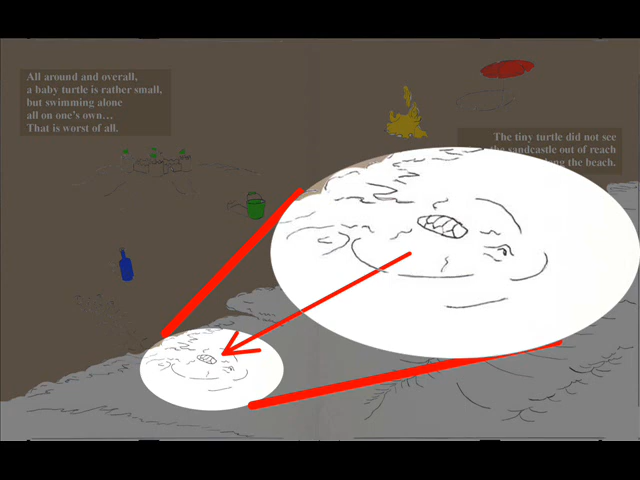 All around and overall,
a baby turtle is rather small,
but swimming alone
all on one's own...
That is worst of all.
The tiny turtle did not see
sandcastle out of reach
the beach.